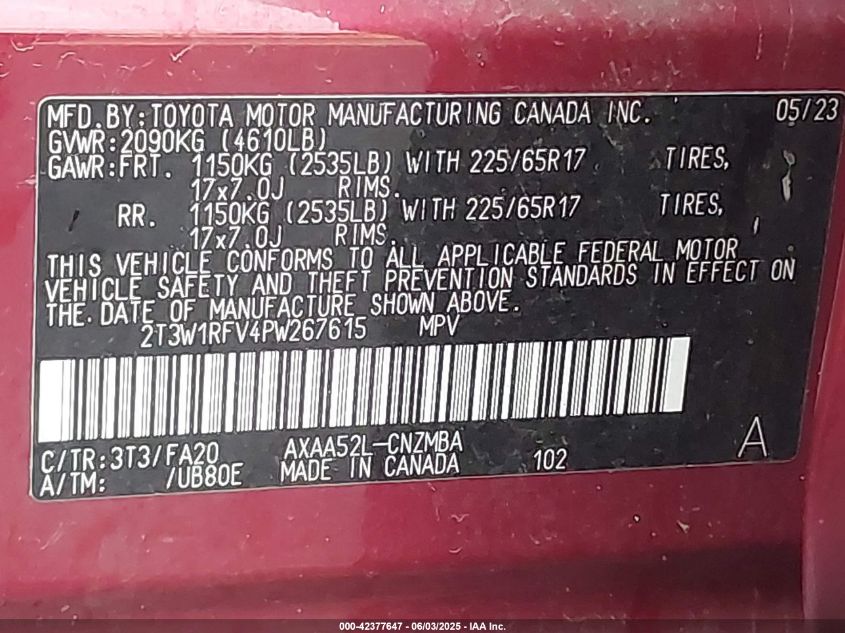 MFD. BY: TOYOTA MOTOR MANUFACTURING CANADA INC. 05/23
GVWR: 2090KG (4610LB)
GAWR: FRT. 1150KG (2535LB) WITH 225/65R17 TIRES,
17x7.0J RIMS.
RR. 1150KG (2535LB) WITH 225/65R17 TIRES,
17x7.0J RIMS.
THIS VEHICLE CONFORMS TO ALL APPLICABLE FEDERAL MOTOR
VEHICLE SAFETY AND THEFT PREVENTION STANDARDS IN EFFECT ON
THE DATE OF MANUFACTURE SHOWN ABOVE.
2T3W1RFV4PW267615 MPV
C/TR: 3T3/FA20 AXAA52L-CNZMBA A
A/TM: /UB80E MADE IN CANADA 102
000-42377647 - 06/03/2025 - IAA Inc.